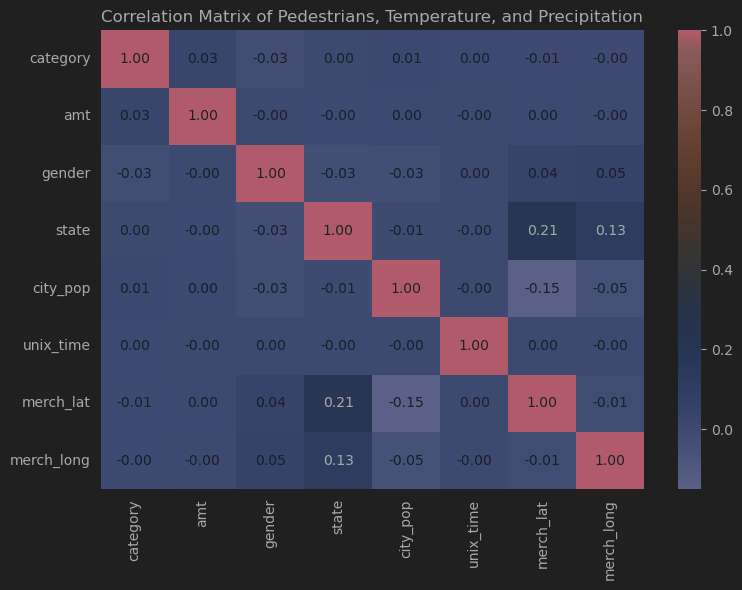 Correlation Matrix of Pedestrians, Temperature, and Precipitation
category 1.00 0.03 -0.03 0.00 0.01 0.00 -0.01 -0.00
amt 0.03 1.00 -0.00 -0.00 0.00 -0.00 0.00 -0.00
gender -0.03 -0.00 1.00 -0.03 -0.03 0.00 0.04 0.05
state 0.00 -0.00 -0.03 1.00 -0.01 -0.00 0.21 0.13
city_pop 0.01 0.00 -0.03 -0.01 1.00 -0.00 -0.15 -0.05
unix_time 0.00 -0.00 0.00 -0.00 -0.00 1.00 0.00 -0.00
merch_lat -0.01 0.00 0.04 0.21 -0.15 0.00 1.00 -0.01
merch_long -0.00 -0.00 0.05 0.13 -0.05 -0.00 -0.01 1.00
category
amt
gender
state
city_pop
unix_time
merch_lat
merch_long
1.0
0.8
0.6
0.4
0.2
0.0